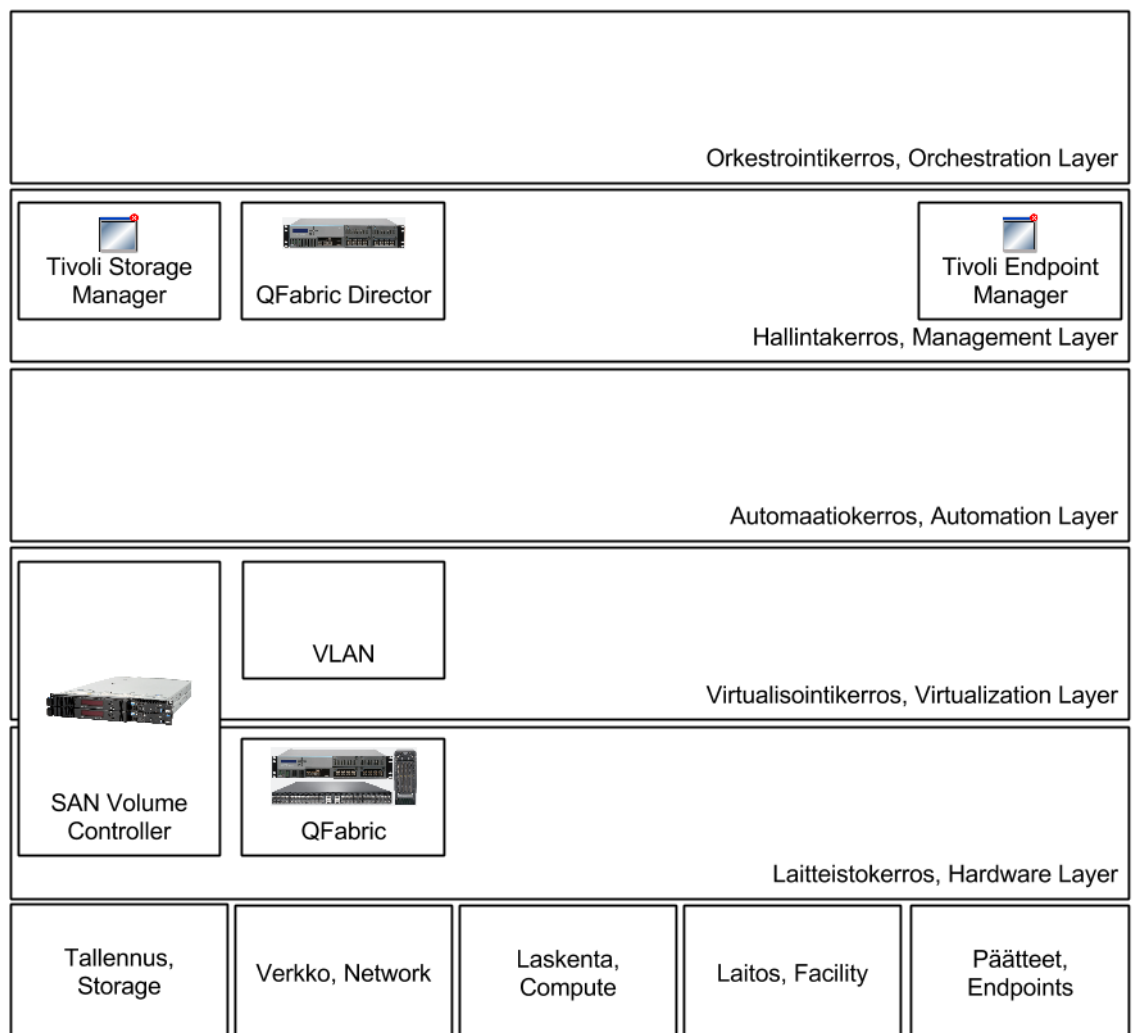 Orkestrointikerros, Orchestration Layer
Tivoli Storage
Manager
QFabric Director
Tivoli Endpoint
Manager
Hallintakerros, Management Layer
Automaatiokerros, Automation Layer
VLAN
Virtualisointikerros, Virtualization Layer
SAN Volume
Controller
QFabric
Laitteistokerros, Hardware Layer
Tallennus,
Storage
Verkko, Network
Laskenta,
Compute
Laitos, Facility
Päätteet,
Endpoints